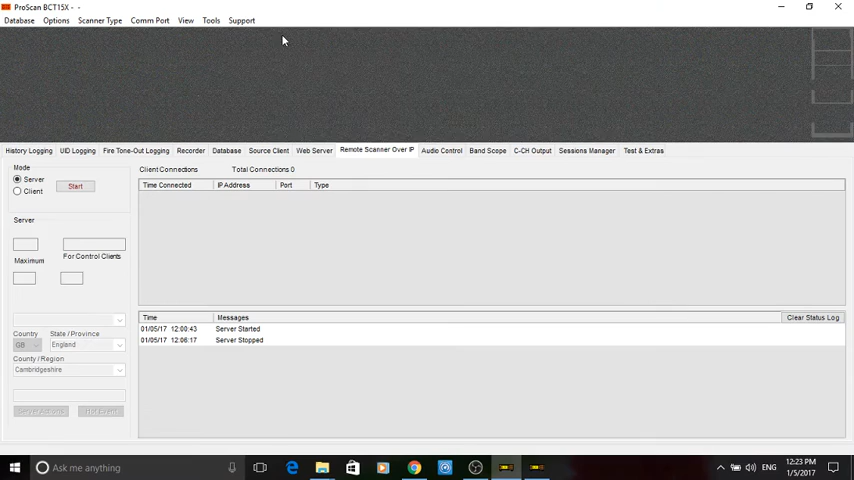 ProScan BCT15X - -
Database Options Scanner Type Comm Port View Tools Support
History Logging UID Logging Fire Tone-Out Logging Recorder Database Source Client Web Server Remote Scanner Over IP Audio Control Band Scope C-CH Output Sessions Manager Test & Extras
Mode
Server
Client
Start
Client Connections Total Connections 0
Time Connected IP Address Port Type
Server
Maximum
For Control Clients
Time Messages Clear Status Log
01/05/17 12:00:43 Server Started
01/05/17 12:06:17 Server Stopped
Country State / Province
GB England
County / Region
Cambridgeshire
Server Actions Hot Event
Ask me anything
ENG
12:23 PM
1/5/2017